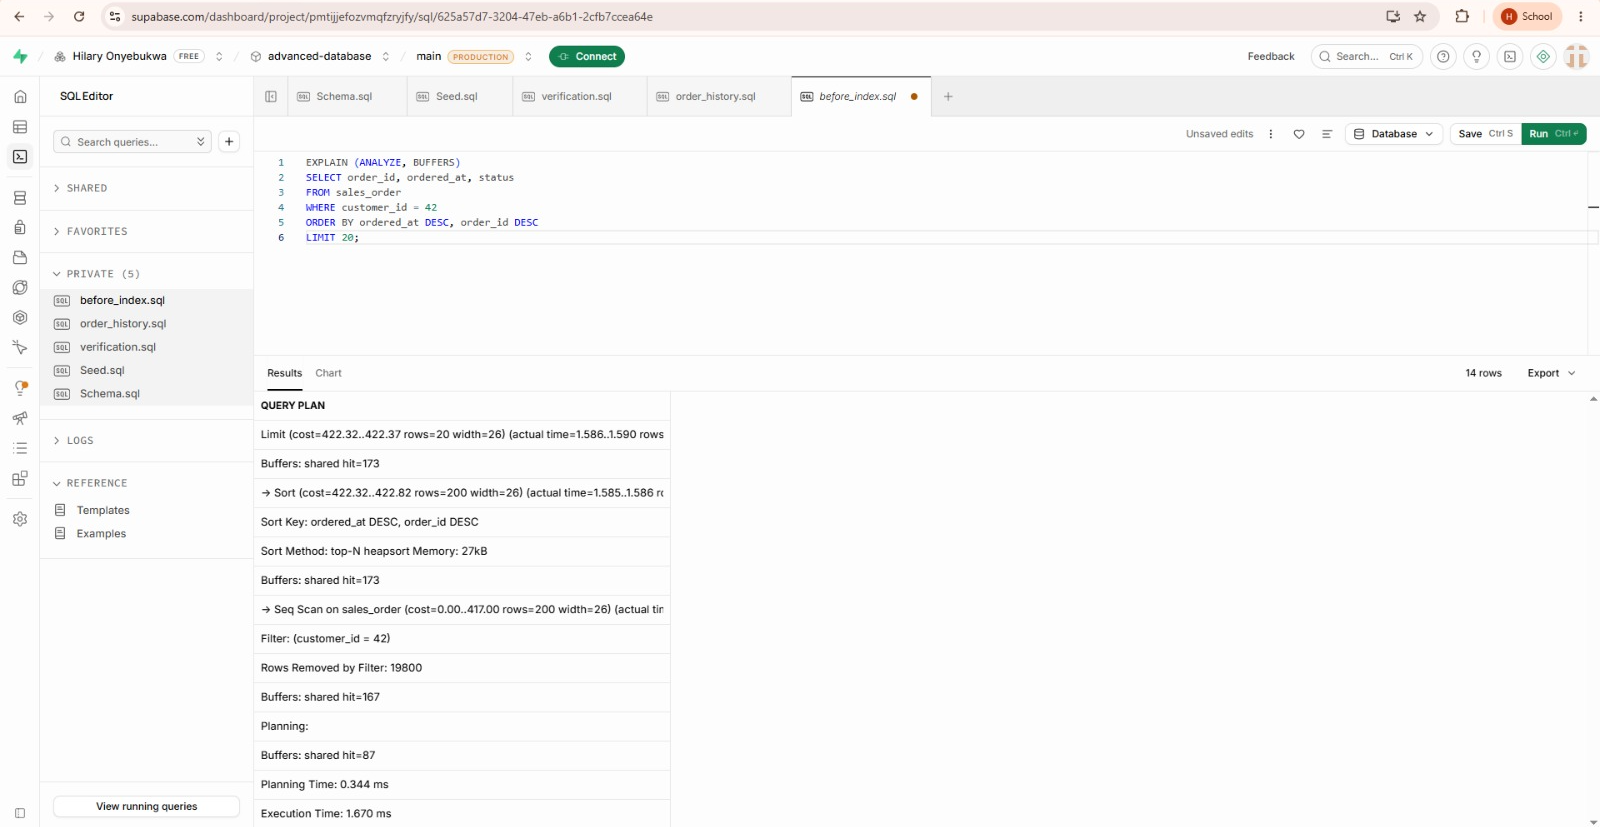 supabase.com/dashboard/project/pmtijjefozvmqfzryjfy/sql/625a57d7-3204-47eb-a6b1-2cfb7ccea64e
H School
Hilary Onyebukwa FREE / advanced-database / main PRODUCTION Connect
Feedback Search... Ctrl K
SQL Editor
Schema.sql Seed.sql verification.sql order_history.sql before_index.sql
Search queries...
Unsaved edits Database Save Ctrl S Run Ctrl ↵
SHARED
FAVORITES
PRIVATE (5)
before_index.sql
order_history.sql
verification.sql
Seed.sql
Schema.sql
LOGS
REFERENCE
Templates
Examples
View running queries
1 EXPLAIN (ANALYZE, BUFFERS)
2 SELECT order_id, ordered_at, status
3 FROM sales_order
4 WHERE customer_id = 42
5 ORDER BY ordered_at DESC, order_id DESC
6 LIMIT 20;
Results Chart
14 rows Export
QUERY PLAN
Limit (cost=422.32..422.37 rows=20 width=26) (actual time=1.586..1.590 rows
Buffers: shared hit=173
→ Sort (cost=422.32..422.82 rows=200 width=26) (actual time=1.585..1.586 ro
Sort Key: ordered_at DESC, order_id DESC
Sort Method: top-N heapsort Memory: 27kB
Buffers: shared hit=173
→ Seq Scan on sales_order (cost=0.00..417.00 rows=200 width=26) (actual tim
Filter: (customer_id = 42)
Rows Removed by Filter: 19800
Buffers: shared hit=167
Planning:
Buffers: shared hit=87
Planning Time: 0.344 ms
Execution Time: 1.670 ms